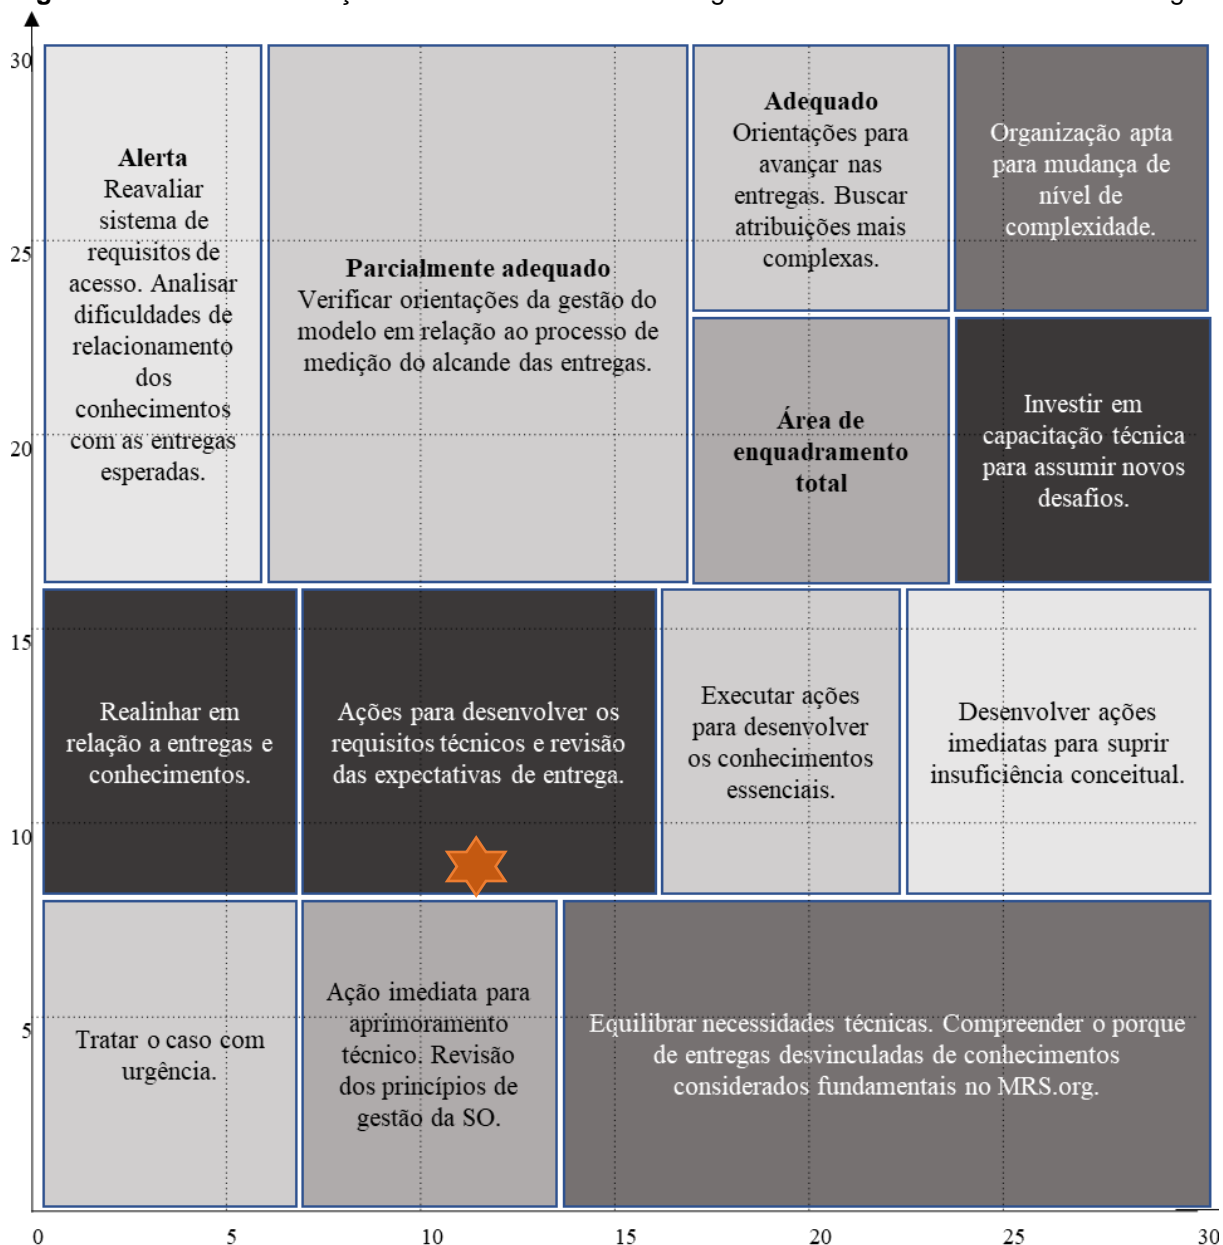 30
Alerta
Reavaliar
sistema de
requisitos de
acesso. Analisar
dificuldades de
relacionamento
dos
conhecimentos
com as entregas
esperadas.
Parcialmente adequado
Verificar orientações da gestão do
modelo em relação ao processo de
medição do alcande das entregas.
Adequado
Orientações para
avançar nas
entregas. Buscar
atribuições mais
complexas.
Organização apta
para mudança de
nível de
complexidade.
25
Área de
enquadramento
total
Investir em
capacitação técnica
para assumir novos
desafios.
20
15
Realinhar em
relação a entregas e
conhecimentos.
Ações para desenvolver os
requisitos técnicos e revisão
das expectativas de entrega.
Executar ações
para desenvolver
os conhecimentos
essenciais.
Desenvolver ações
imediatas para suprir
insuficiência conceitual.
10
Tratar o caso com
urgência.
Ação imediata para
aprimoramento
técnico. Revisão
dos princípios de
gestão da SO.
Equilibrar necessidades técnicas. Compreender o porque
de entregas desvinculadas de conhecimentos
considerados fundamentais no MRS.org.
5
0 5 10 15 20 25 30